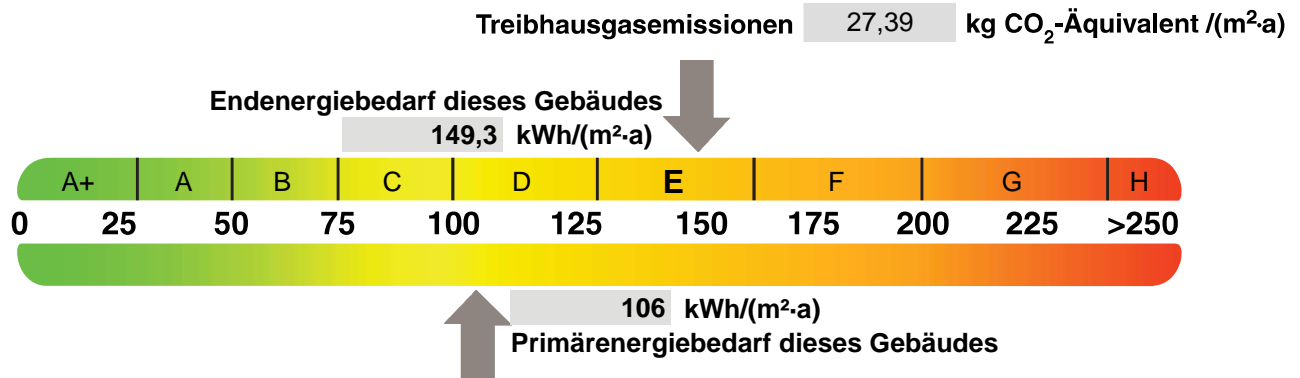 Treibhausgasemissionen 27,39 kg CO₂-Äquivalent /(m²·a)
Endenergiebedarf dieses Gebäudes
149,3 kWh/(m²·a)
A+ A B C D E F G H
0 25 50 75 100 125 150 175 200 225 >250
106 kWh/(m²·a)
Primärenergiebedarf dieses Gebäudes